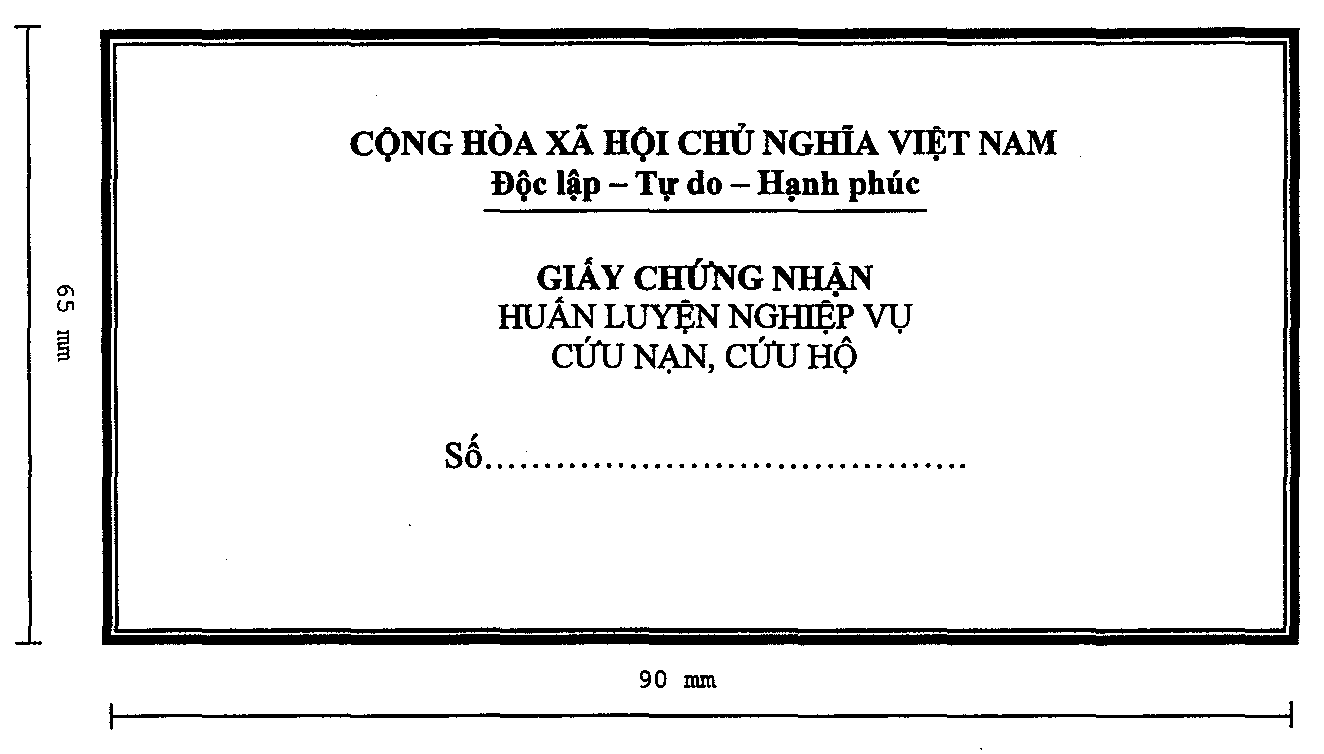 CỘNG HÒA XÃ HỘI CHỦ NGHĨA VIỆT NAM
Độc lập – Tự do – Hạnh phúc
GIẤY CHỨNG NHẬN
HUẤN LUYỆN NGHIỆP VỤ
CỨU NẠN, CỨU HỘ
Số........................................
65 mm
90 mm